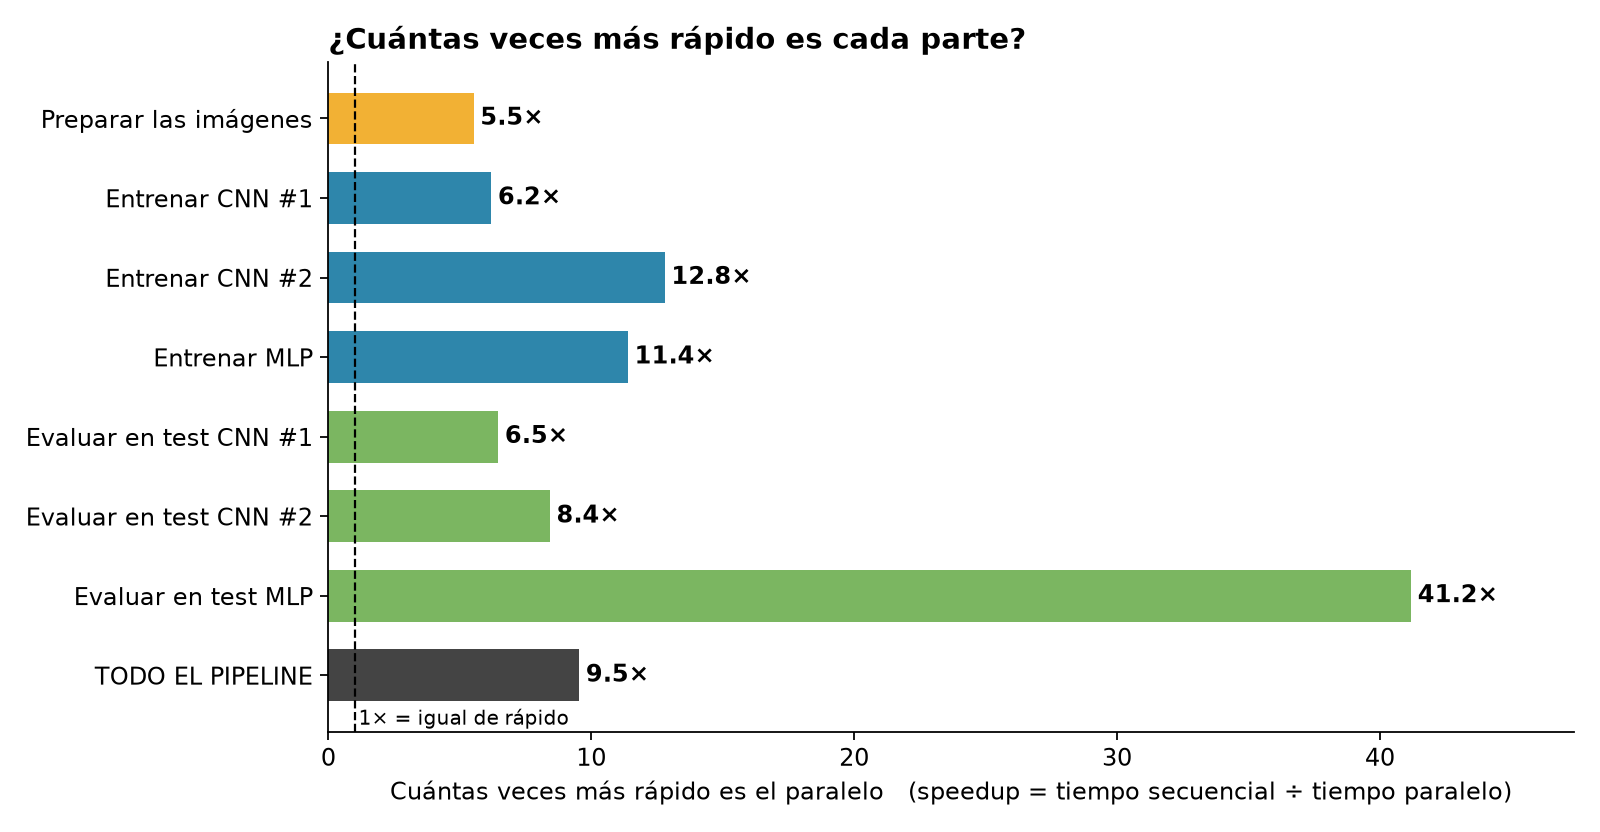 ¿Cuántas veces más rápido es cada parte?
Preparar las imágenes 5.5×
Entrenar CNN #1 6.2×
Entrenar CNN #2 12.8×
Entrenar MLP 11.4×
Evaluar en test CNN #1 6.5×
Evaluar en test CNN #2 8.4×
Evaluar en test MLP 41.2×
TODO EL PIPELINE 9.5×
1× = igual de rápido
0 10 20 30 40
Cuántas veces más rápido es el paralelo (speedup = tiempo secuencial ÷ tiempo paralelo)